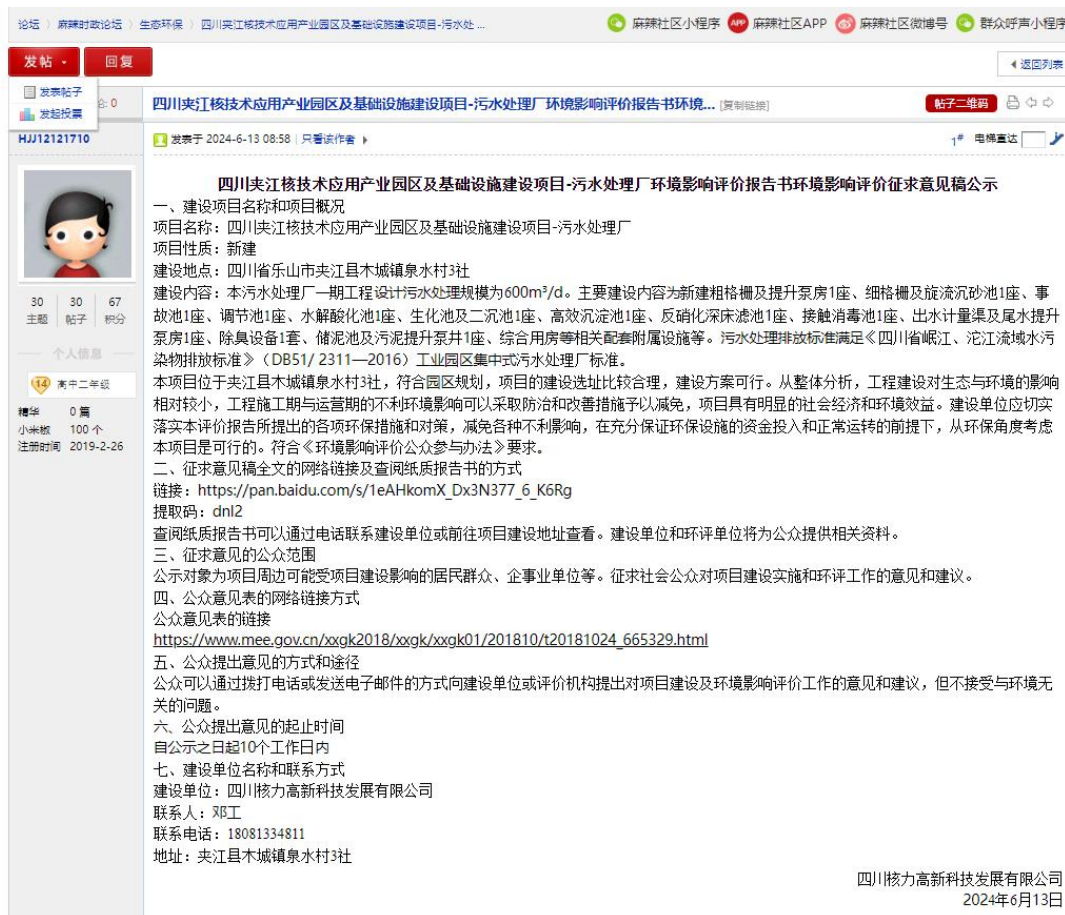 论坛 〉 麻辣时政论坛 〉 生态环保 〉 四川夹江核技术应用产业园区及基础设施建设项目-污水处 ...
麻辣社区小程序 APP 麻辣社区APP 麻辣社区微博号 群众呼声小程序
发帖 回复
返回列表
发表帖子
发起投票
: 0
四川夹江核技术应用产业园区及基础设施建设项目-污水处理厂环境影响评价报告书环境... [复制链接]
帖子二维码
HJJ12121710
发表于 2024-6-13 08:58 | 只看该作者
1# 电梯直达
30 30 67
主题 帖子 积分
个人信息
14 高中二年级
精华 0 篇
小米椒 100 个
注册时间 2019-2-26
四川夹江核技术应用产业园区及基础设施建设项目-污水处理厂环境影响评价报告书环境影响评价征求意见稿公示
一、建设项目名称和项目概况
项目名称：四川夹江核技术应用产业园区及基础设施建设项目-污水处理厂
项目性质：新建
建设地点：四川省乐山市夹江县木城镇泉水村3社
建设内容：本污水处理厂一期工程设计污水处理规模为600m³/d。主要建设内容为新建粗格栅及提升泵房1座、细格栅及旋流沉砂池1座、事
故池1座、调节池1座、水解酸化池1座、生化池及二沉池1座、高效沉淀池1座、反硝化深床滤池1座、接触消毒池1座、出水计量渠及尾水提升
泵房1座、除臭设备1套、储泥池及污泥提升泵井1座、综合用房等相关配套附属设施等。污水处理排放标准满足《四川省岷江、沱江流域水污
染物排放标准》（DB51/ 2311—2016）工业园区集中式污水处理厂标准。
本项目位于夹江县木城镇泉水村3社，符合园区规划，项目的建设选址比较合理，建设方案可行。从整体分析，工程建设对生态与环境的影响
相对较小，工程施工期与运营期的不利环境影响可以采取防治和改善措施予以减免，项目具有明显的社会经济和环境效益。建设单位应切实
落实本评价报告所提出的各项环保措施和对策，减免各种不利影响，在充分保证环保设施的资金投入和正常运转的前提下，从环保角度考虑
本项目是可行的。符合《环境影响评价公众参与办法》要求。
二、征求意见稿全文的网络链接及查阅纸质报告书的方式
链接：https://pan.baidu.com/s/1eAHkomX_Dx3N377_6_K6Rg
提取码：dnl2
查阅纸质报告书可以通过电话联系建设单位或前往项目建设地址查看。建设单位和环评单位将为公众提供相关资料。
三、征求意见的公众范围
公示对象为项目周边可能受项目建设影响的居民群众、企事业单位等。征求社会公众对项目建设实施和环评工作的意见和建议。
四、公众意见表的网络链接方式
公众意见表的链接
https://www.mee.gov.cn/xxgk2018/xxgk/xxgk01/201810/t20181024_665329.html
五、公众提出意见的方式和途径
公众可以通过拨打电话或发送电子邮件的方式向建设单位或评价机构提出对项目建设及环境影响评价工作的意见和建议，但不接受与环境无
关的问题。
六、公众提出意见的起止时间
自公示之日起10个工作日内
七、建设单位名称和联系方式
建设单位：四川核力高新科技发展有限公司
联系人：邓工
联系电话：18081334811
地址：夹江县木城镇泉水村3社
四川核力高新科技发展有限公司
2024年6月13日